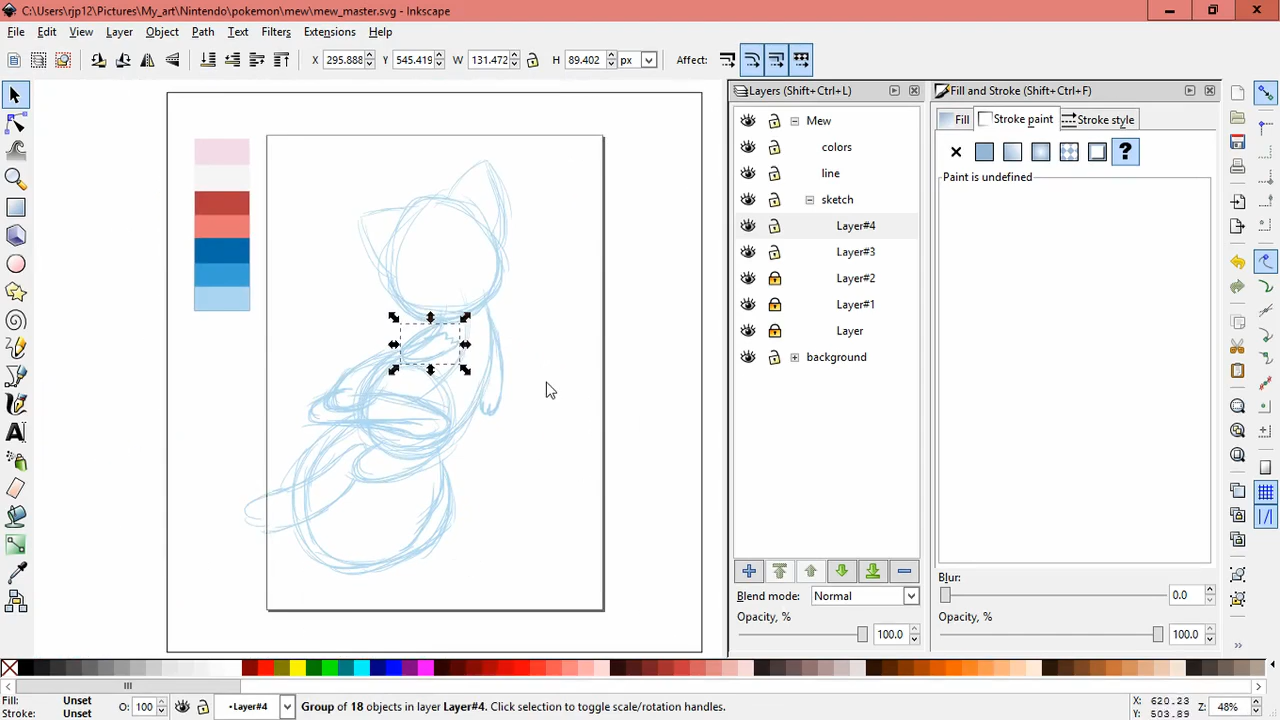 C:\Users\rjp12\Pictures\My_art\Nintendo\pokemon\mew\mew_master.svg - Inkscape
File Edit View Layer Object Path Text Filters Extensions Help
X 295.888 Y 545.419 W 131.472 H 89.402 px Affect:
Layers (Shift+Ctrl+L)
Mew
colors
line
sketch
Layer#4
Layer#3
Layer#2
Layer#1
Layer
background
Blend mode: Normal
Opacity, %
100.0
Fill and Stroke (Shift+Ctrl+F)
Fill Stroke paint Stroke style
?
Paint is undefined
Blur:
0.0
Opacity, %
100.0
Fill: Unset
Stroke: Unset
O: 100
•Layer#4
Group of 18 objects in layer Layer#4. Click selection to toggle scale/rotation handles.
X: 620.23
Y: 503.89
Z: 48%